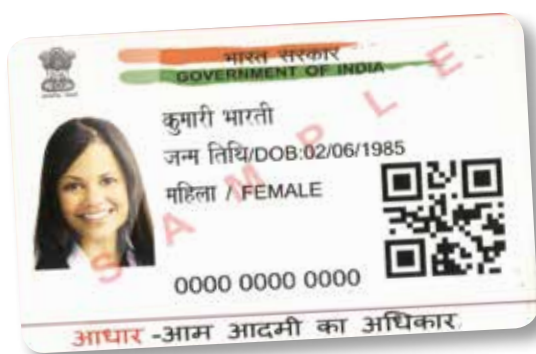 भारत सरकार
GOVERNMENT OF INDIA
कुमारी भारती
जन्म तिथि/DOB:02/06/1985
महिला / FEMALE
SAMPLE
0000 0000 0000
आधार -आम आदमी का अधिकार